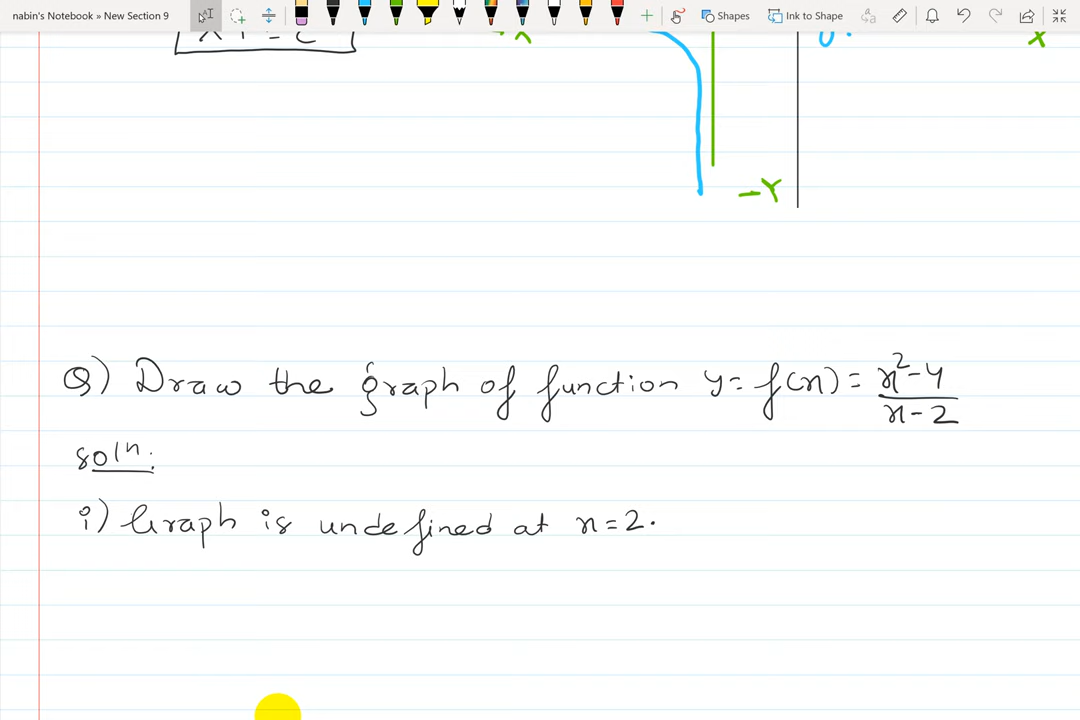 nabin's Notebook » New Section 9
Shapes
Ink to Shape
-Y
Q) Draw the graph of function y = f(x) = x²-4 / x-2
soln.
i) Graph is undefined at x=2.